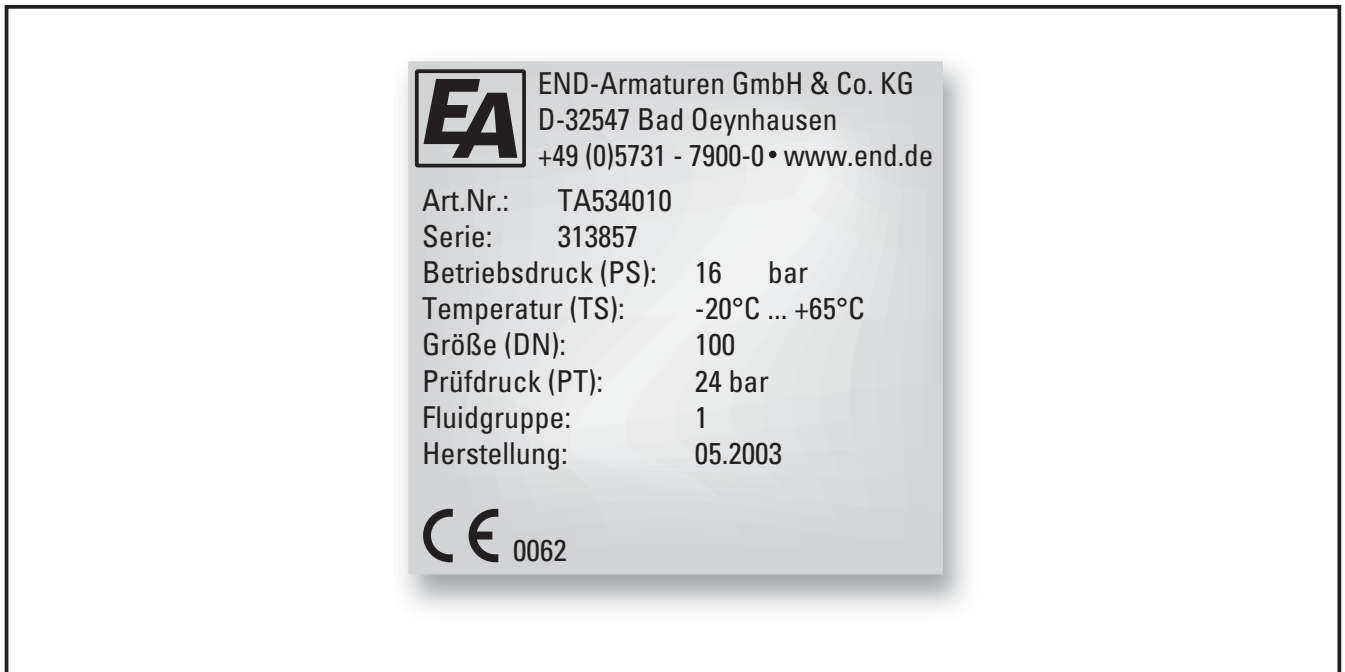 EA
END-Armaturen GmbH & Co. KG
D-32547 Bad Oeynhausen
+49 (0)5731 - 7900-0 • www.end.de
Art.Nr.: TA534010
Serie: 313857
Betriebsdruck (PS): 16 bar
Temperatur (TS): -20°C ... +65°C
Größe (DN): 100
Prüfdruck (PT): 24 bar
Fluidgruppe: 1
Herstellung: 05.2003
CE 0062